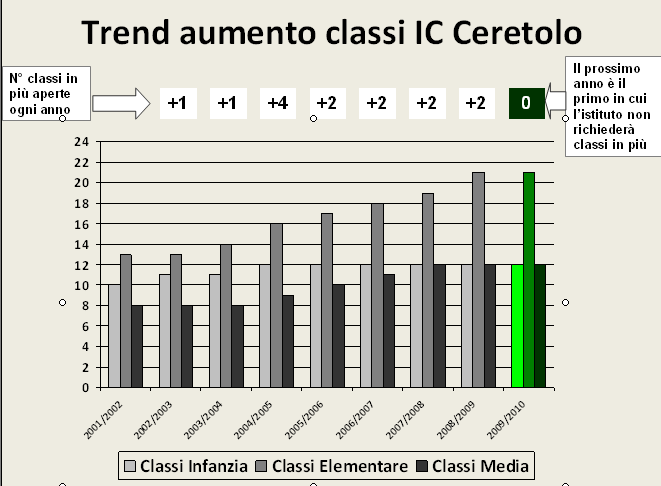 Trend aumento classi IC Ceretolo
N° classi in
più aperte
ogni anno
+1 +1 +4 +2 +2 +2 +2 0
Il prossimo
anno è il
primo in cui
l'istituto non
richiederà
classi in più
24
22
20
18
16
14
12
10
8
6
4
2
0
2001/2002 2002/2003 2003/2004 2004/2005 2005/2006 2006/2007 2007/2008 2008/2009 2009/2010
Classi Infanzia Classi Elementare Classi Media